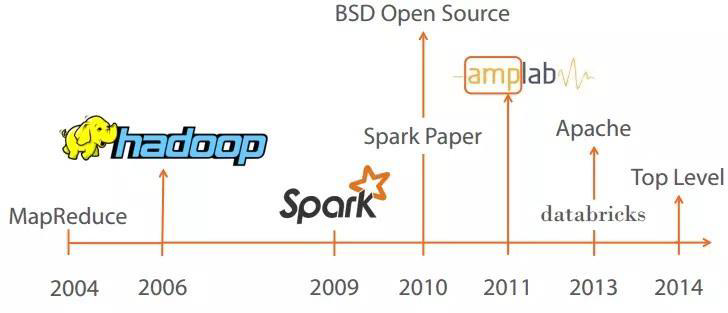 BSD Open Source
amplab
Spark Paper
Apache
hadoop
Top Level
Spark
MapReduce
databricks
2004 2006 2009 2010 2011 2013 2014